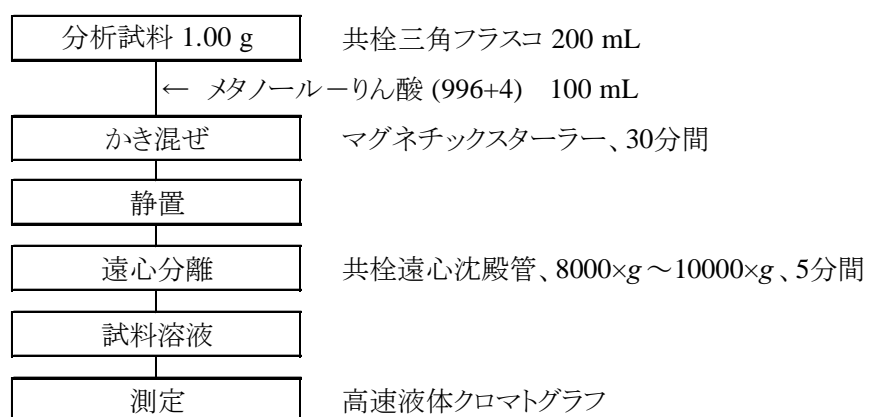 分析試料 1.00 g 共栓三角フラスコ 200 mL
← メタノール－りん酸 (996+4) 100 mL
かき混ぜ マグネチックスターラー、30分間
静置
遠心分離 共栓遠心沈殿管、8000×g～10000×g、5分間
試料溶液
測定 高速液体クロマトグラフ